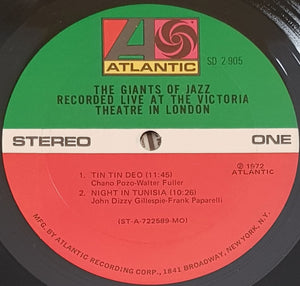 ATLANTIC
SD 2 905
THE GIANTS OF JAZZ
RECORDED LIVE AT THE VICTORIA
THEATRE IN LONDON
STEREO
ONE
1. TIN TIN DEO (11:45)
Chano Pozo-Walter Fuller
2. NIGHT IN TUNISIA (10:26)
John Dizzy Gillespie-Frank Paparelli
℗ 1972
ATLANTIC
(ST-A-722589-MO)
MFG. BY ATLANTIC RECORDING CORP., 1841 BROADWAY, NEW YORK, N.Y.